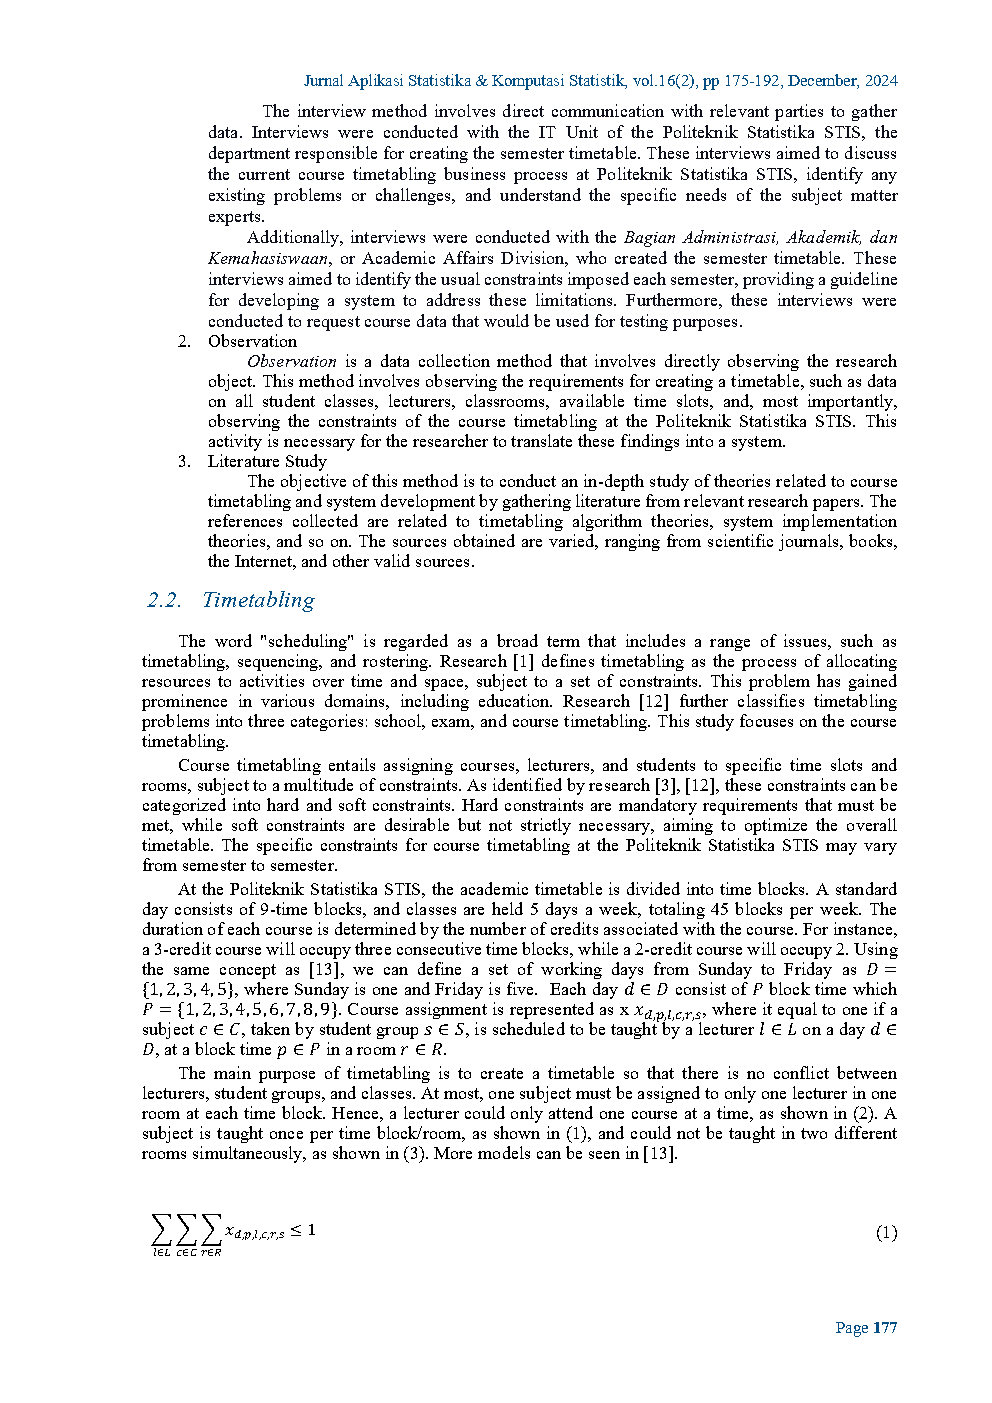 Jurnal Aplikasi Statistika & Komputasi Statistik, vol.16(2), pp 175-192, December, 2024
The interview method involves direct communication with relevant parties to gather
data. Interviews were conducted with the IT Unit of the Politeknik Statistika STIS, the
department responsible for creating the semester timetable. These interviews aimed to discuss
the current course timetabling business process at Politeknik Statistika STIS, identify any
existing problems or challenges, and understand the specific needs of the subject matter
experts.
Additionally, interviews were conducted with the Bagian Administrasi, Akademik, dan
Kemahasiswaan, or Academic Affairs Division, who created the semester timetable. These
interviews aimed to identify the usual constraints imposed each semester, providing a guideline
for developing a system to address these limitations. Furthermore, these interviews were
conducted to request course data that would be used for testing purposes.
2. Observation
Observation is a data collection method that involves directly observing the research
object. This method involves observing the requirements for creating a timetable, such as data
on all student classes, lecturers, classrooms, available time slots, and, most importantly,
observing the constraints of the course timetabling at the Politeknik Statistika STIS. This
activity is necessary for the researcher to translate these findings into a system.
3. Literature Study
The objective of this method is to conduct an in-depth study of theories related to course
timetabling and system development by gathering literature from relevant research papers. The
references collected are related to timetabling algorithm theories, system implementation
theories, and so on. The sources obtained are varied, ranging from scientific journals, books,
the Internet, and other valid sources.
2.2. Timetabling
The word "scheduling" is regarded as a broad term that includes a range of issues, such as
timetabling, sequencing, and rostering. Research [1] defines timetabling as the process of allocating
resources to activities over time and space, subject to a set of constraints. This problem has gained
prominence in various domains, including education. Research [12] further classifies timetabling
problems into three categories: school, exam, and course timetabling. This study focuses on the course
timetabling.
Course timetabling entails assigning courses, lecturers, and students to specific time slots and
rooms, subject to a multitude of constraints. As identified by research [3], [12], these constraints can be
categorized into hard and soft constraints. Hard constraints are mandatory requirements that must be
met, while soft constraints are desirable but not strictly necessary, aiming to optimize the overall
timetable. The specific constraints for course timetabling at the Politeknik Statistika STIS may vary
from semester to semester.
At the Politeknik Statistika STIS, the academic timetable is divided into time blocks. A standard
day consists of 9-time blocks, and classes are held 5 days a week, totaling 45 blocks per week. The
duration of each course is determined by the number of credits associated with the course. For instance,
a 3-credit course will occupy three consecutive time blocks, while a 2-credit course will occupy 2. Using
the same concept as [13], we can define a set of working days from Sunday to Friday as D =
{1,2,3,4,5}, where Sunday is one and Friday is five. Each day d ∈ D consist of P block time which
P = {1,2,3,4,5,6,7,8,9}. Course assignment is represented as x x_{d,p,l,c,r,s}, where it equal to one if a
subject c ∈ C, taken by student group s ∈ S, is scheduled to be taught by a lecturer l ∈ L on a day d ∈
D, at a block time p ∈ P in a room r ∈ R.
The main purpose of timetabling is to create a timetable so that there is no conflict between
lecturers, student groups, and classes. At most, one subject must be assigned to only one lecturer in one
room at each time block. Hence, a lecturer could only attend one course at a time, as shown in (2). A
subject is taught once per time block/room, as shown in (1), and could not be taught in two different
rooms simultaneously, as shown in (3). More models can be seen in [13].
∑_{l∈L} ∑_{c∈C} ∑_{r∈R} x_{d,p,l,c,r,s} ≤ 1 (1)
Page 177